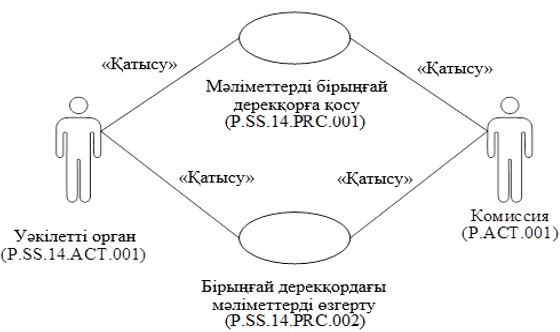 «Қатысу»
«Қатысу»
Мәліметтерді бірыңғай
дерекқорға қосу
(P.SS.14.PRC.001)
«Қатысу»
«Қатысу»
Уәкілетті орган
(P.SS.14.ACT.001)
Комиссия
(P.ACT.001)
Бірыңғай дерекқордағы
мәліметтерді өзгерту
(P.SS.14.PRC.002)